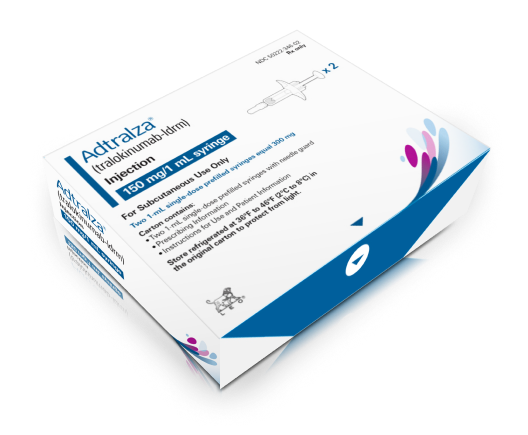 NDC 50222 346 02
Rx only
x 2
Adtralza®
(tralokinumab-ldrm)
Injection
150 mg/1 mL syringe
For Subcutaneous Use Only
Two 1-mL single-dose prefilled syringes equal 300 mg
Carton contains:
• Two 1-mL single-dose prefilled syringes with needle guard
• Prescribing Information
• Instructions for Use and Patient Information
Store refrigerated at 36°F to 46°F (2°C to 8°C) in
the original carton to protect from light.
Adtralza®
(tralokinumab-ldrm)